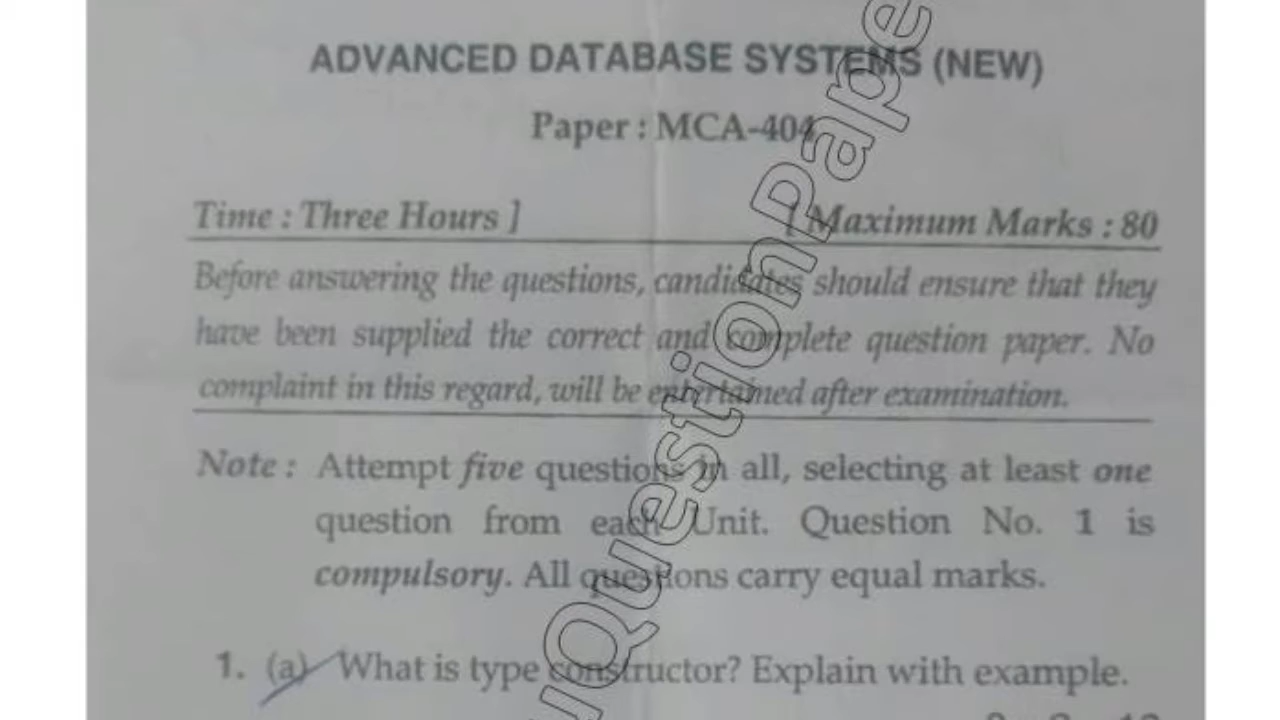 ADVANCED DATABASE SYSTEMS (NEW)
Paper : MCA-404
Time : Three Hours ] [ Maximum Marks : 80
Before answering the questions, candidates should ensure that they
have been supplied the correct and complete question paper. No
complaint in this regard, will be entertained after examination.
Note : Attempt five questions in all, selecting at least one
question from each Unit. Question No. 1 is
compulsory. All questions carry equal marks.
1. (a) What is type constructor? Explain with example.
uQuestionPape